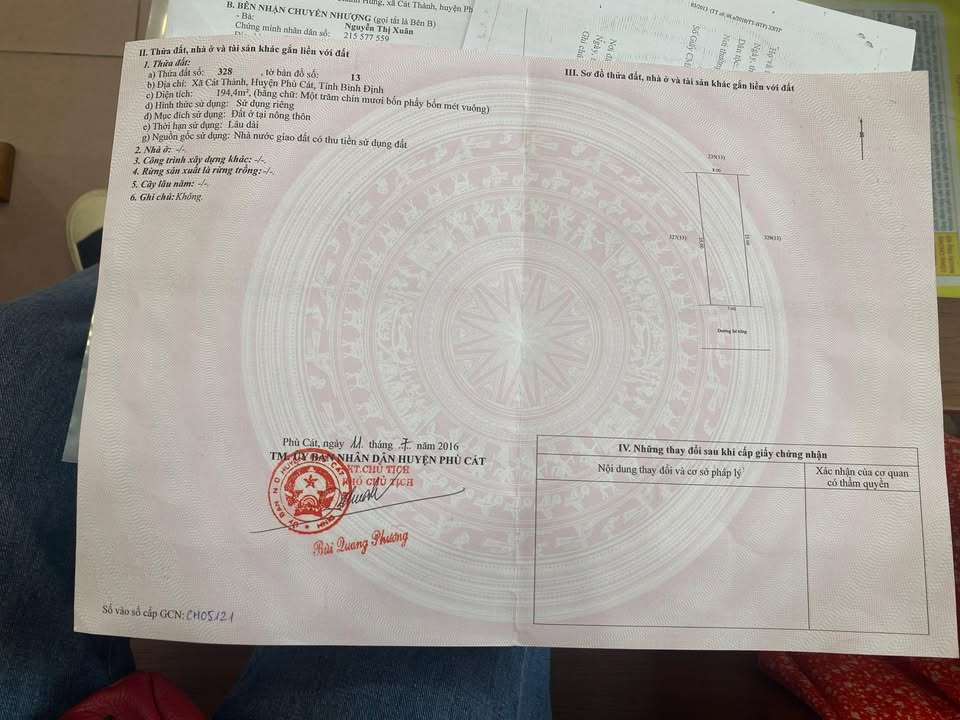 B. BÊN NHẬN CHUYỂN NHƯỢNG (gọi tắt là Bên B)
- Bà: Nguyễn Thị Xuân
Chứng minh nhân dân số: 215 577 559
II. Thửa đất, nhà ở và tài sản khác gắn liền với đất
1. Thửa đất:
a) Thửa đất số: 328 , tờ bản đồ số: 13
b) Địa chỉ: Xã Cát Thành, Huyện Phù Cát, Tỉnh Bình Định
c) Diện tích: 194,4m², (bằng chữ: Một trăm chín mươi bốn phẩy bốn mét vuông)
d) Hình thức sử dụng: Sử dụng riêng
đ) Mục đích sử dụng: Đất ở tại nông thôn
e) Thời hạn sử dụng: Lâu dài
g) Nguồn gốc sử dụng: Nhà nước giao đất có thu tiền sử dụng đất
2. Nhà ở: -/-
3. Công trình xây dựng khác: -/-
4. Rừng sản xuất là rừng trồng: -/-
5. Cây lâu năm: -/-
6. Ghi chú: Không.
Phù Cát, ngày 11 tháng 7 năm 2016
TM. ỦY BAN NHÂN DÂN HUYỆN PHÙ CÁT
KT. CHỦ TỊCH
PHÓ CHỦ TỊCH
Bùi Quang Phương
Số vào sổ cấp GCN: CH05121
III. Sơ đồ thửa đất, nhà ở và tài sản khác gắn liền với đất
B
8.00
327(13)
329(13)
7.60
Đường bê tông
IV. Những thay đổi sau khi cấp giấy chứng nhận
Nội dung thay đổi và cơ sở pháp lý
Xác nhận của cơ quan có thẩm quyền